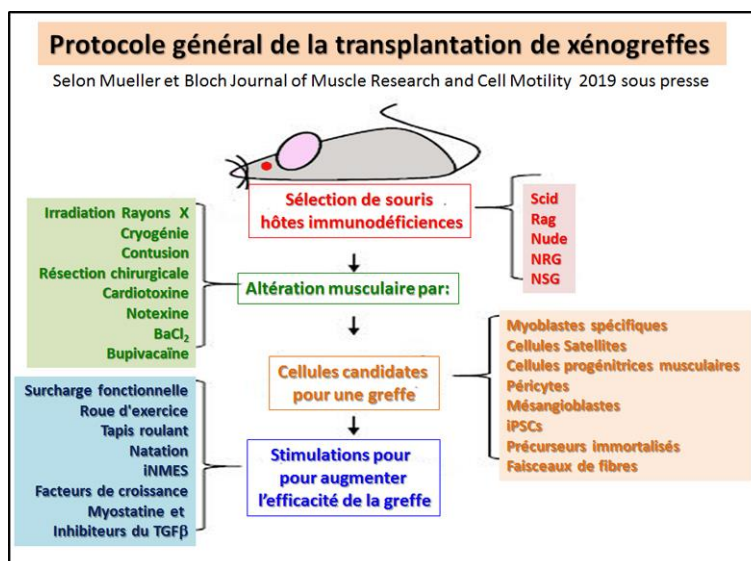 Protocole général de la transplantation de xénogreffes
Selon Mueller et Bloch Journal of Muscle Research and Cell Motility 2019 sous presse
Sélection de souris
hôtes immunodéficiences
Scid
Rag
Nude
NRG
NSG
Irradiation Rayons X
Cryogénie
Contusion
Résection chirurgicale
Cardiotoxine
Notexine
BaCl₂
Bupivacaïne
Altération musculaire par:
Cellules candidates
pour une greffe
Myoblastes spécifiques
Cellules Satellites
Cellules progénitrices musculaires
Péricytes
Mésangioblastes
iPSCs
Précurseurs immortalisés
Faisceaux de fibres
Surcharge fonctionnelle
Roue d'exercice
Tapis roulant
Natation
iNMES
Facteurs de croissance
Myostatine et
Inhibiteurs du TGFβ
Stimulations pour
pour augmenter
l'efficacité de la greffe